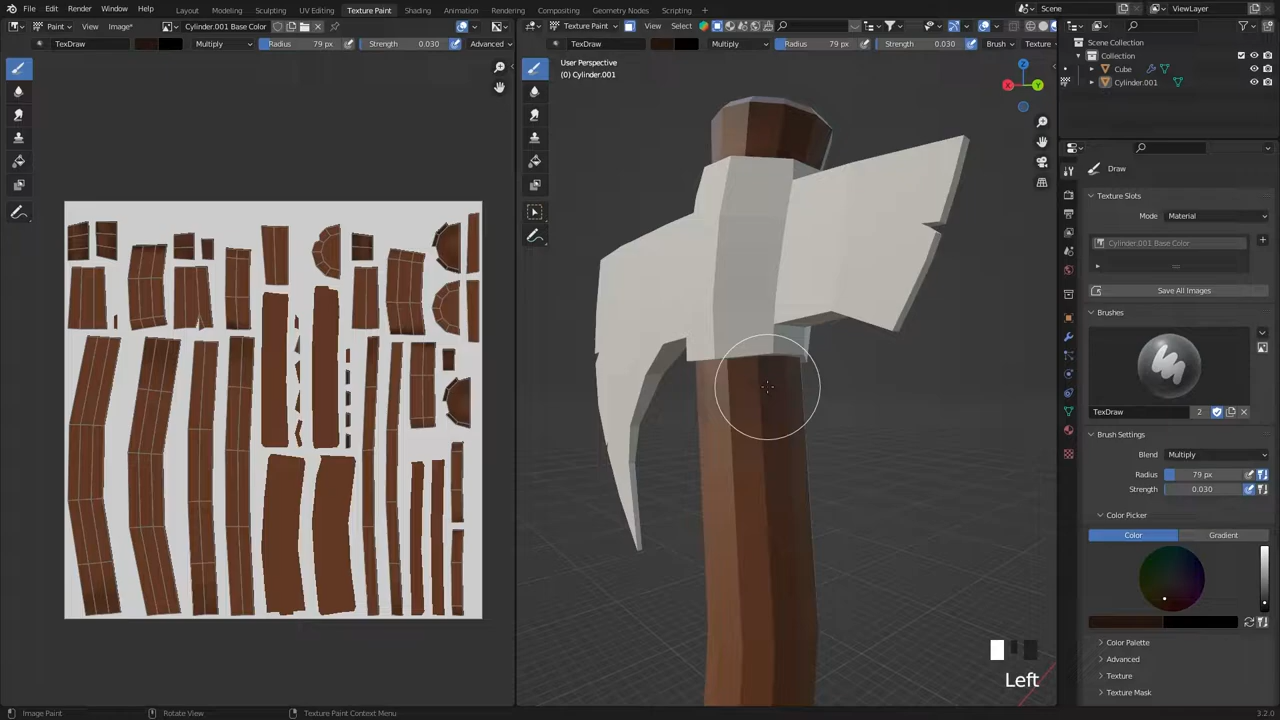 File Edit Render Window Help Layout Modeling Sculpting UV Editing Texture Paint Shading Animation Rendering Compositing Geometry Nodes Scripting Scene ViewLayer
Paint View Image* Cylinder.001 Base Color Texture Paint View Select
TexDraw Multiply Radius 79 px Strength 0.030 Advanced TexDraw Multiply Radius 79 px Strength 0.030 Brush Texture
User Perspective
(0) Cylinder.001
Scene Collection
Collection
Cube
Cylinder.001
Draw
Texture Slots
Mode Material
Cylinder.001 Base Color
Save All Images
Brushes
TexDraw 2
Brush Settings
Blend Multiply
Radius 79 px
Strength 0.030
Color Picker
Color Gradient
Color Palette
Advanced
Texture
Texture Mask
X Y Z
Left
Image Paint Rotate View Texture Paint Context Menu 3.2.0